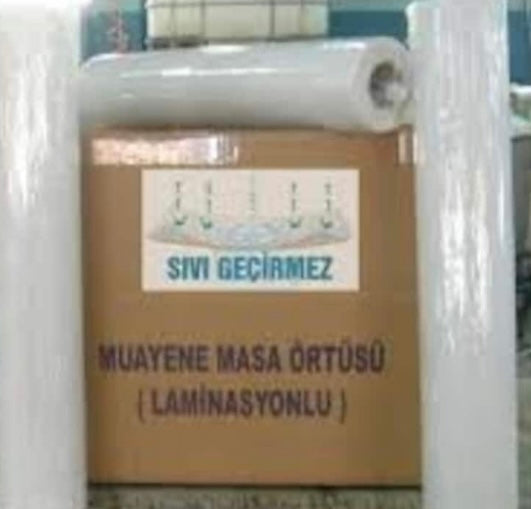 SIVI GEÇİRMEZ
MUAYENE MASA ÖRTÜSÜ
( LAMİNASYONLU )